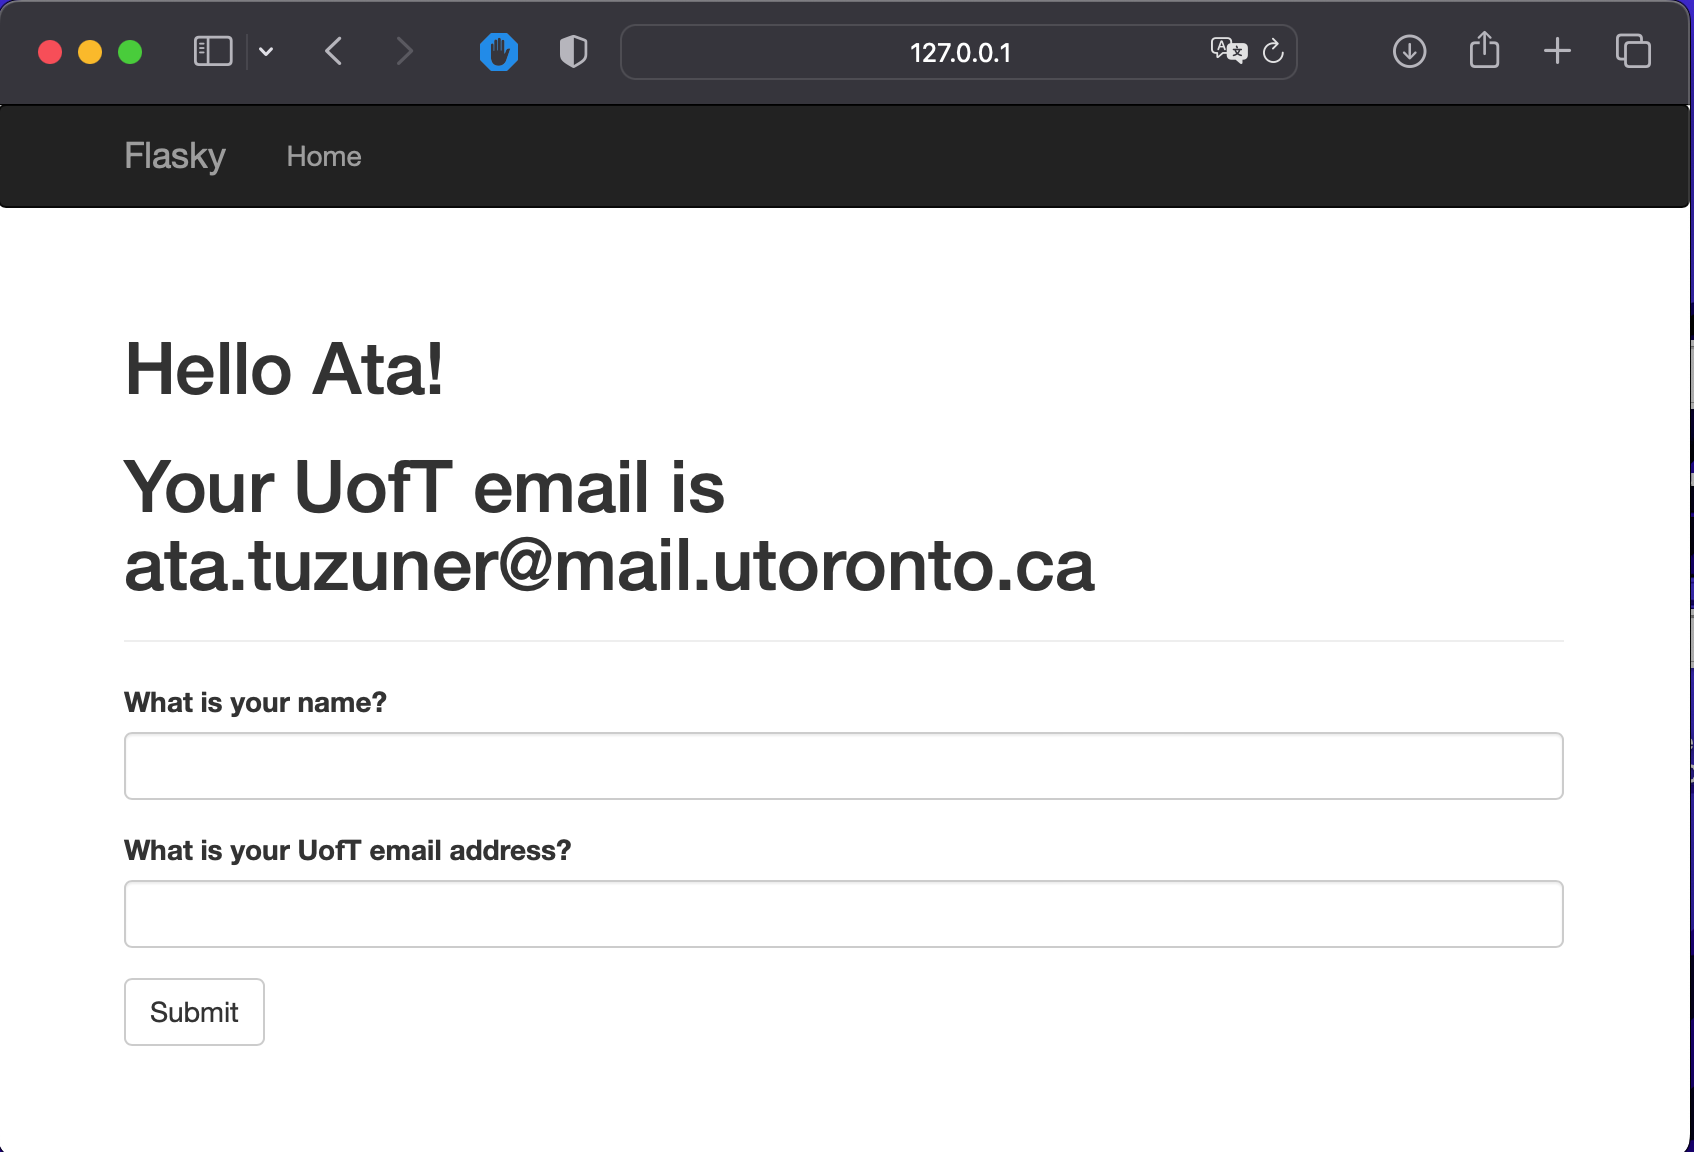 127.0.0.1
Flasky Home
Hello Ata!
Your UofT email is
ata.tuzuner@mail.utoronto.ca
What is your name?
What is your UofT email address?
Submit